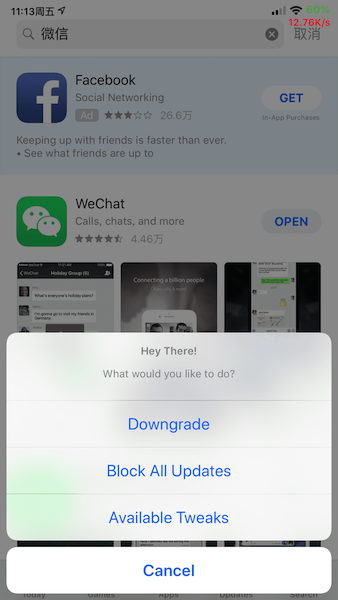 11:13周五
60%
12.76K/s
微信
取消
Facebook
Social Networking
Ad 26.6万
GET
In-App Purchases
Keeping up with friends is faster than ever.
• See what friends are up to
WeChat
Calls, chats, and more
4.46万
OPEN
WeChat
Holiday Group (6)
What's everyone's holiday plans?
I'm gonna go to visit my friends in
Germany.
Connecting a billion people
Hey There!
What would you like to do?
Downgrade
Block All Updates
Available Tweaks
Cancel
Today
Games
Apps
Updates
Search